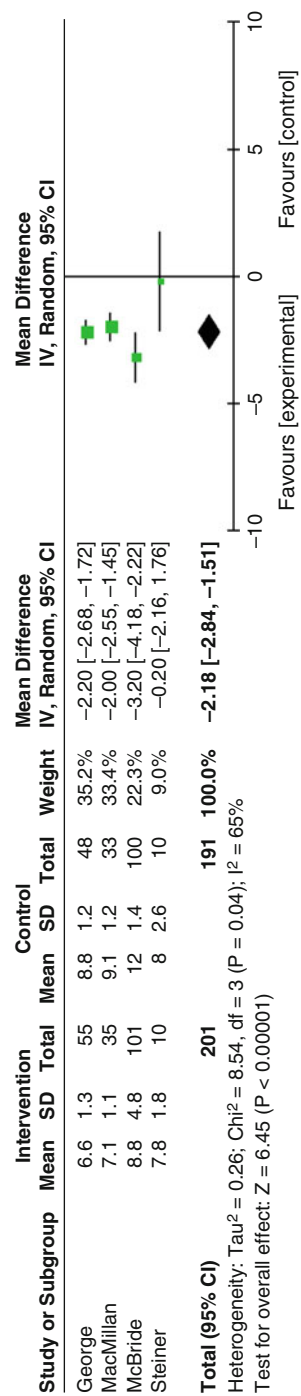 Intervention Control Mean Difference Mean Difference
Study or Subgroup Mean SD Total Mean SD Total Weight IV, Random, 95% CI IV, Random, 95% CI
George 6.6 1.3 55 8.8 1.2 48 35.2% −2.20 [−2.68, −1.72]
MacMillan 7.1 1.1 35 9.1 1.2 33 33.4% −2.00 [−2.55, −1.45]
McBride 8.8 4.8 101 12 1.4 100 22.3% −3.20 [−4.18, −2.22]
Steiner 7.8 1.8 10 8 2.6 10 9.0% −0.20 [−2.16, 1.76]
Total (95% CI) 201 191 100.0% −2.18 [−2.84, −1.51]
Heterogeneity: Tau² = 0.26; Chi² = 8.54, df = 3 (P = 0.04); I² = 65%
Test for overall effect: Z = 6.45 (P < 0.00001)
−10 −5 0 5 10
Favours [experimental] Favours [control]